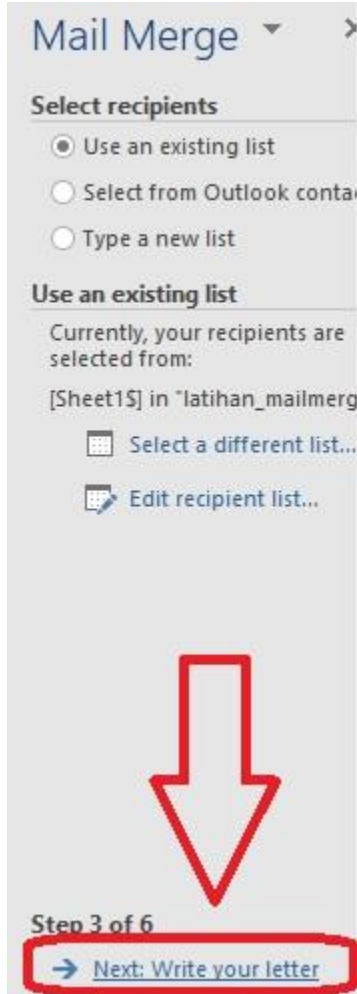 Mail Merge
Select recipients
Use an existing list
Select from Outlook conta
Type a new list
Use an existing list
Currently, your recipients are
selected from:
[Sheet1$] in "latihan_mailmerg
Select a different list...
Edit recipient list...
Step 3 of 6
Next: Write your letter